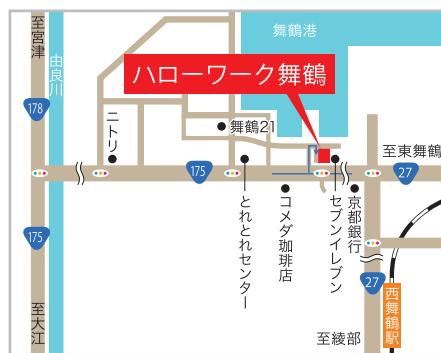 至宮津
由良川
舞鶴港
ハローワーク舞鶴
178
ニトリ
舞鶴21
至東舞鶴
175
27
175
とれとれセンター
コメダ珈琲店
セブンイレブン
京都銀行
27
西舞鶴駅
至大江
至綾部